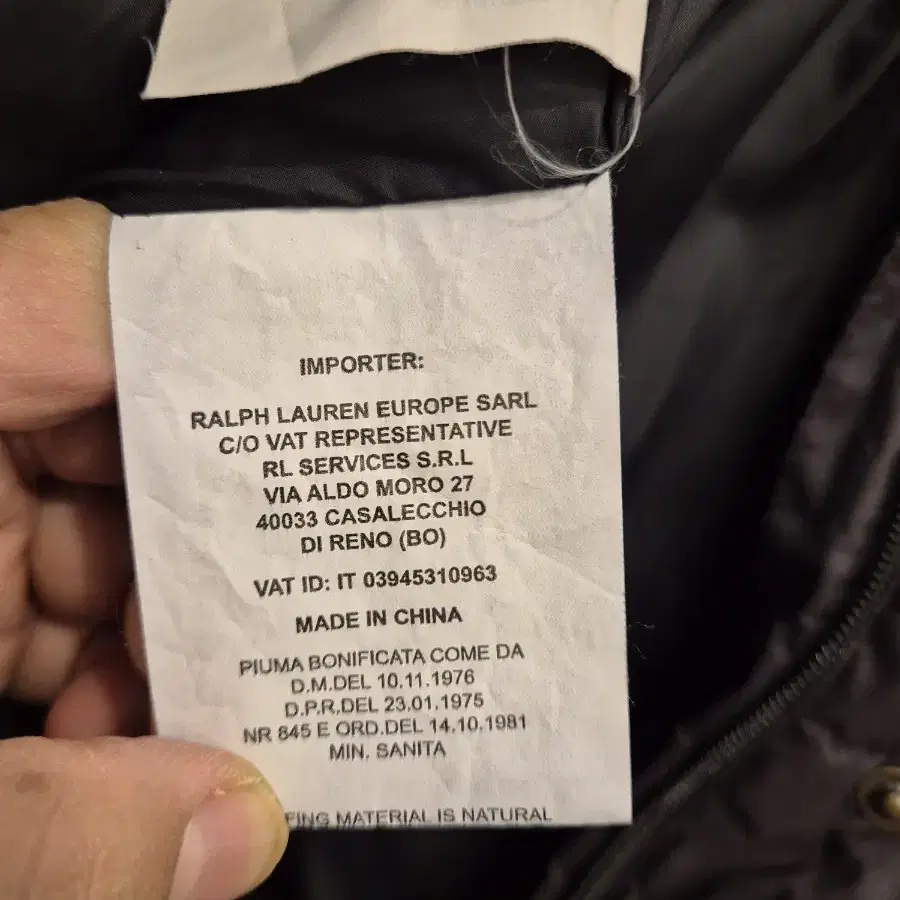 IMPORTER:
RALPH LAUREN EUROPE SARL
C/O VAT REPRESENTATIVE
RL SERVICES S.R.L
VIA ALDO MORO 27
40033 CASALECCHIO
DI RENO (BO)
VAT ID: IT 03945310963
MADE IN CHINA
PIUMA BONIFICATA COME DA
D.M.DEL 10.11.1976
D.P.R.DEL 23.01.1975
NR 845 E ORD.DEL 14.10.1981
MIN. SANITA
MATERIAL IS NATURAL